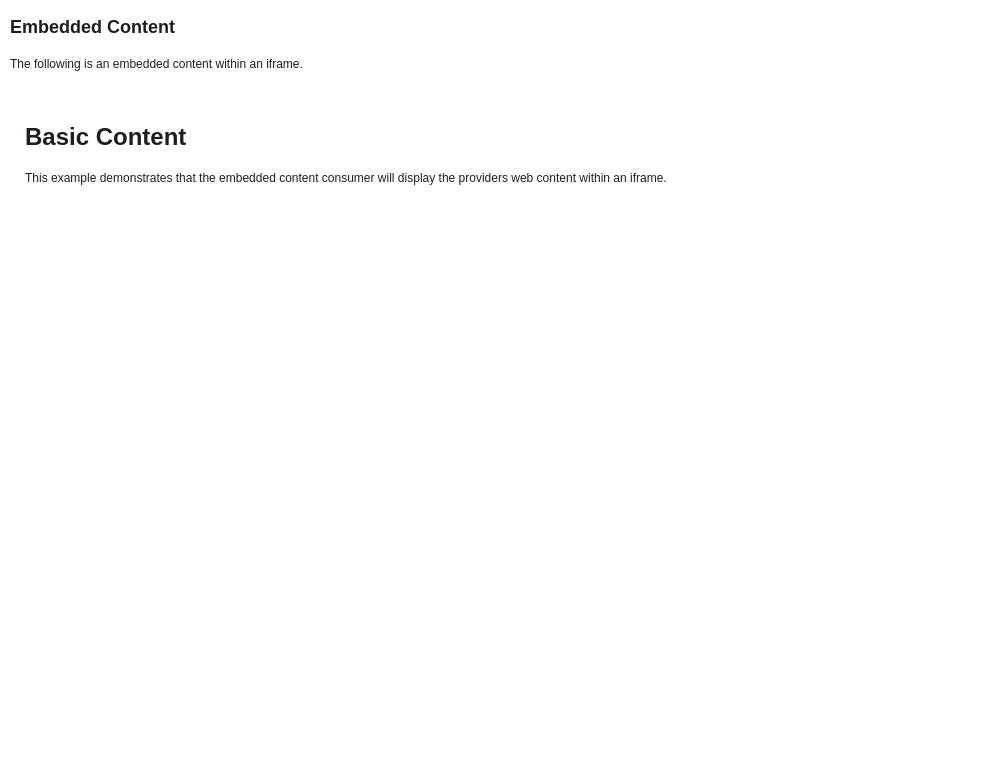 Embedded Content
The following is an embedded content within an iframe.
Basic Content
This example demonstrates that the embedded content consumer will display the providers web content within an iframe.